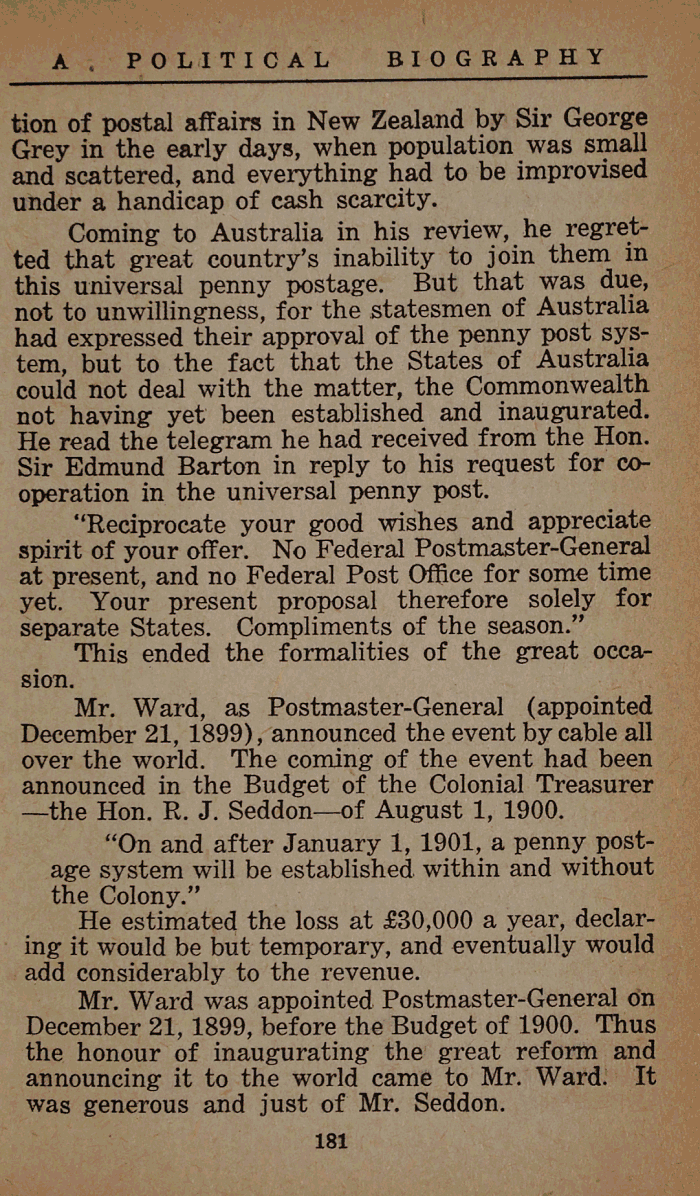 A POLITICAL BIOGRAPHY
tion of postal affairs in New Zealand by Sir George
Grey in the early days, when population was small
and scattered, and everything had to be improvised
under a handicap of cash scarcity.
Coming to Australia in his review, he regret-
ted that great country's inability to join them in
this universal penny postage. But that was due,
not to unwillingness, for the statesmen of Australia
had expressed their approval of the penny post sys-
tem, but to the fact that the States of Australia
could not deal with the matter, the Commonwealth
not having yet been established and inaugurated.
He read the telegram he had received from the Hon.
Sir Edmund Barton in reply to his request for co-
operation in the universal penny post.
"Reciprocate your good wishes and appreciate
spirit of your offer. No Federal Postmaster-General
at present, and no Federal Post Office for some time
yet. Your present proposal therefore solely for
separate States. Compliments of the season."
This ended the formalities of the great occa-
sion.
Mr. Ward, as Postmaster-General (appointed
December 21, 1899), announced the event by cable all
over the world. The coming of the event had been
announced in the Budget of the Colonial Treasurer
—the Hon. R. J. Seddon—of August 1, 1900.
"On and after January 1, 1901, a penny post-
age system will be established within and without
the Colony."
He estimated the loss at £30,000 a year, declar-
ing it would be but temporary, and eventually would
add considerably to the revenue.
Mr. Ward was appointed Postmaster-General on
December 21, 1899, before the Budget of 1900. Thus
the honour of inaugurating the great reform and
announcing it to the world came to Mr. Ward. It
was generous and just of Mr. Seddon.
181